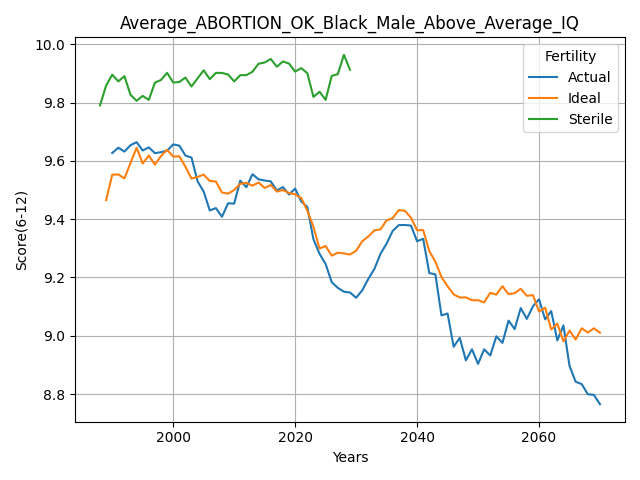 Average_ABORTION_OK_Black_Male_Above_Average_IQ
Fertility
Actual
Ideal
Sterile
Score(6-12)
10.0
9.8
9.6
9.4
9.2
9.0
8.8
2000
2020
2040
2060
Years